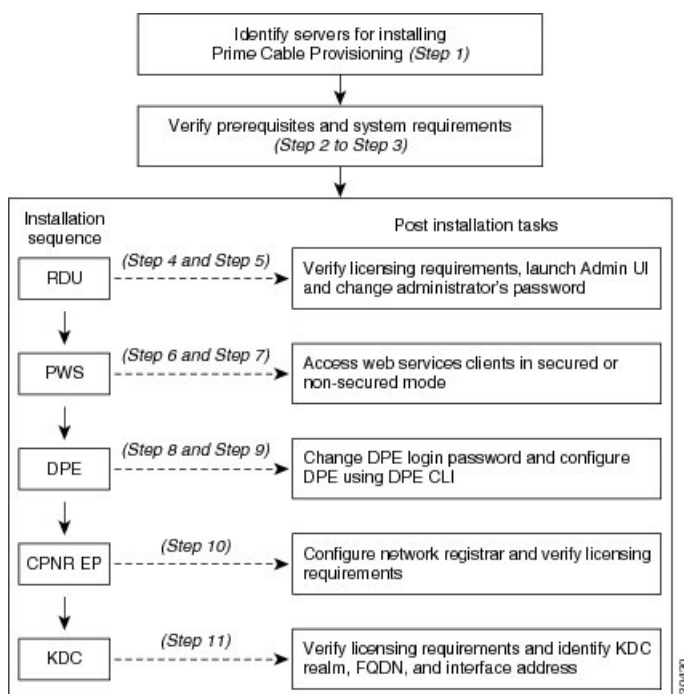 Identify servers for installing
Prime Cable Provisioning (Step 1)
Verify prerequisites and system requirements
(Step 2 to Step 3)
Installation
sequence
Post installation tasks
RDU
(Step 4 and Step 5)
Verify licensing requirements, launch Admin UI
and change administrator's password
PWS
(Step 6 and Step 7)
Access web services clients in secured or
non-secured mode
DPE
(Step 8 and Step 9)
Change DPE login password and configure
DPE using DPE CLI
CPNR EP
(Step 10)
Configure network registrar and verify licensing
requirements
KDC
(Step 11)
Verify licensing requirements and identify KDC
realm, FQDN, and interface address